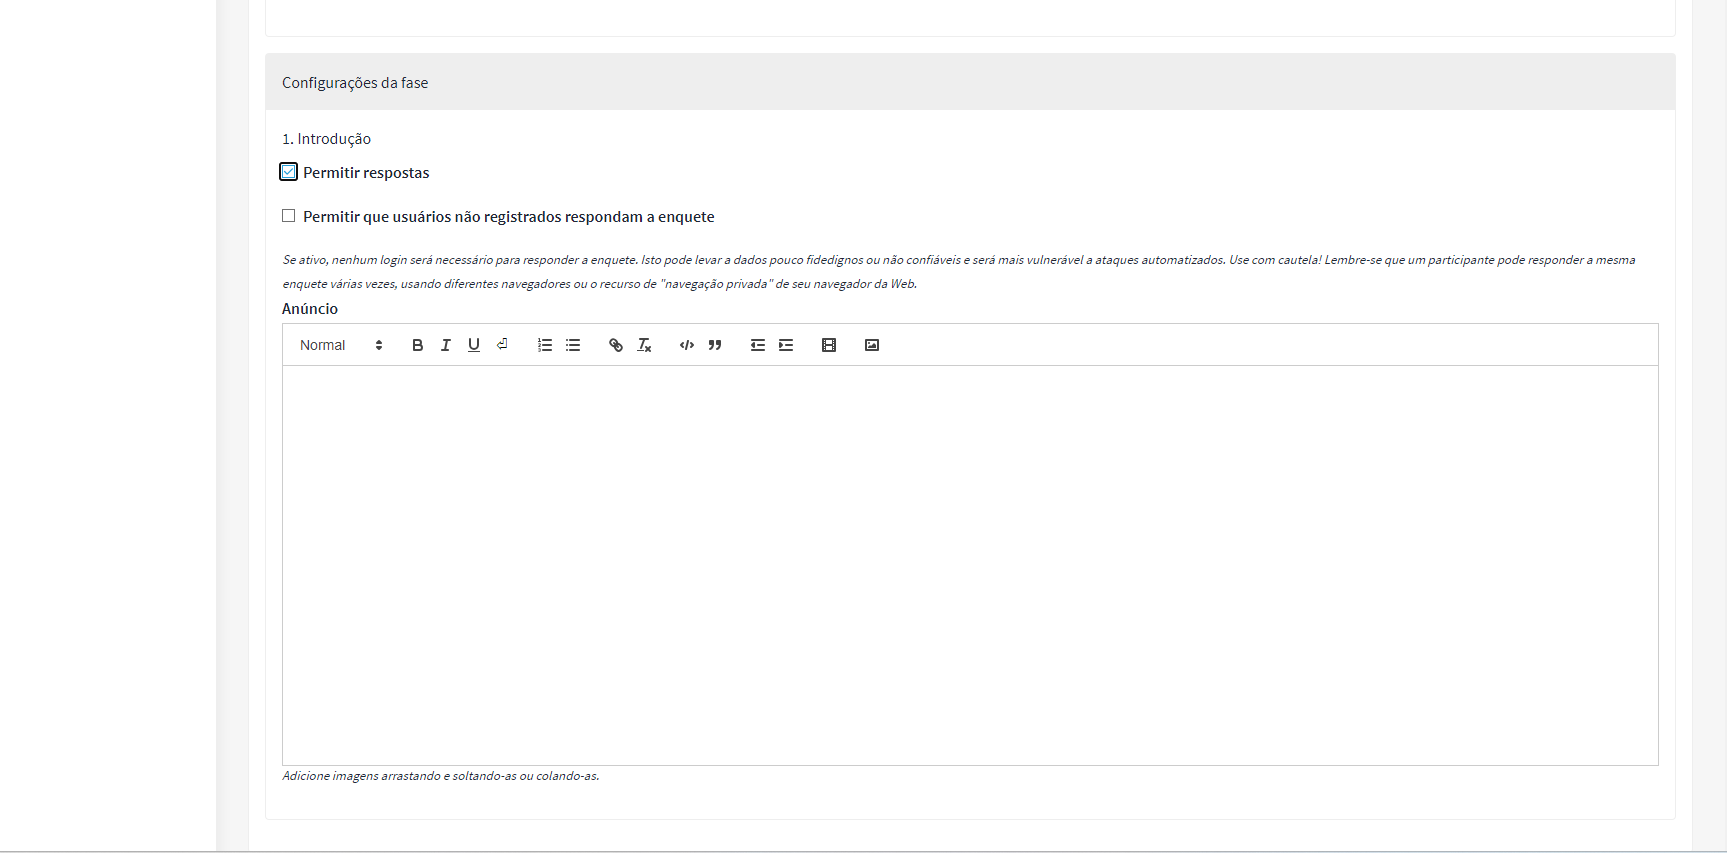 Configurações da fase
1. Introdução
Permitir respostas
Permitir que usuários não registrados respondam a enquete
Se ativo, nenhum login será necessário para responder a enquete. Isto pode levar a dados pouco fidedignos ou não confiáveis e será mais vulnerável a ataques automatizados. Use com cautela! Lembre-se que um participante pode responder a mesma
enquete várias vezes, usando diferentes navegadores ou o recurso de "navegação privada" de seu navegador da Web.
Anúncio
Normal
Adicione imagens arrastando e soltando-as ou colando-as.